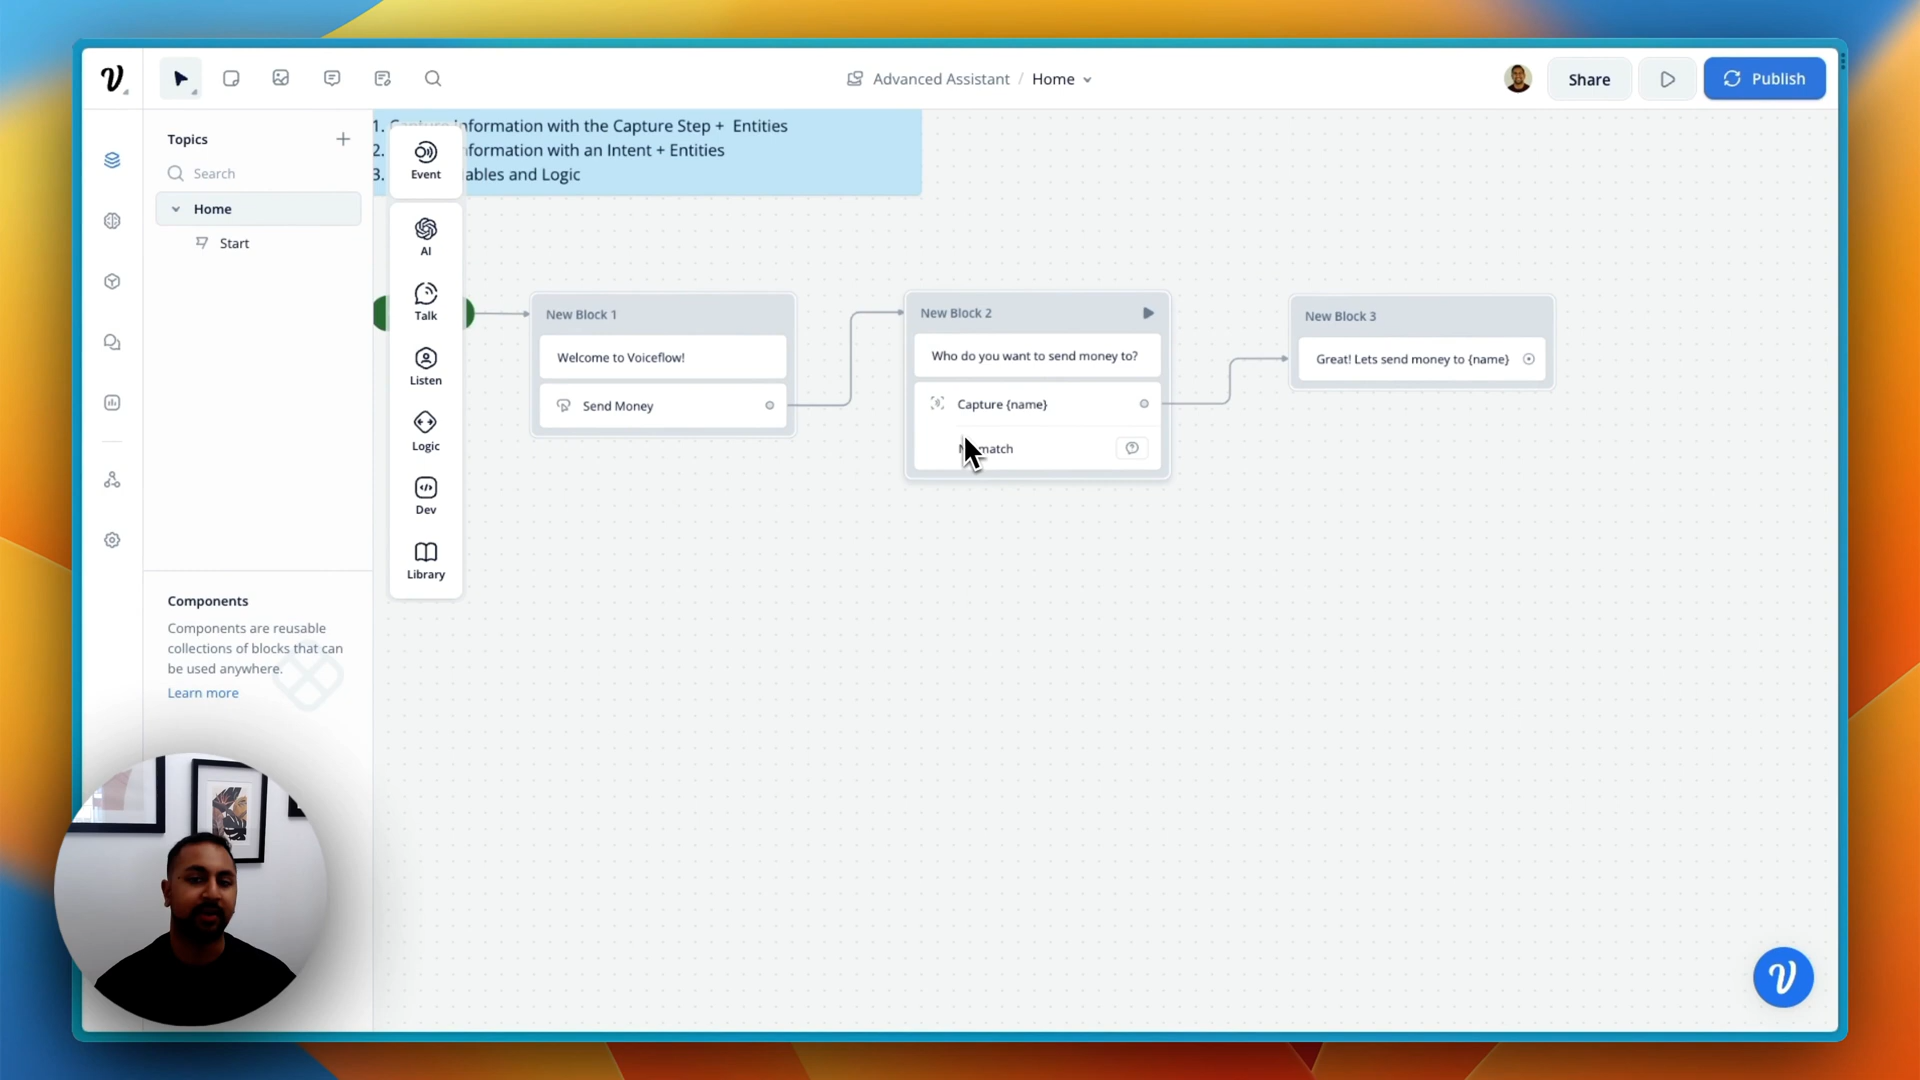 Advanced Assistant / Home
Share
Publish
Topics
Search
Home
Start
1. Capture information with the Capture Step + Entities
2. formation with an Intent + Entities
3. ables and Logic
Event
AI
Talk
Listen
Logic
Dev
Library
New Block 1
Welcome to Voiceflow!
Send Money
New Block 2
Who do you want to send money to?
Capture {name}
match
New Block 3
Great! Lets send money to {name}
Components
Components are reusable
collections of blocks that can
be used anywhere.
Learn more